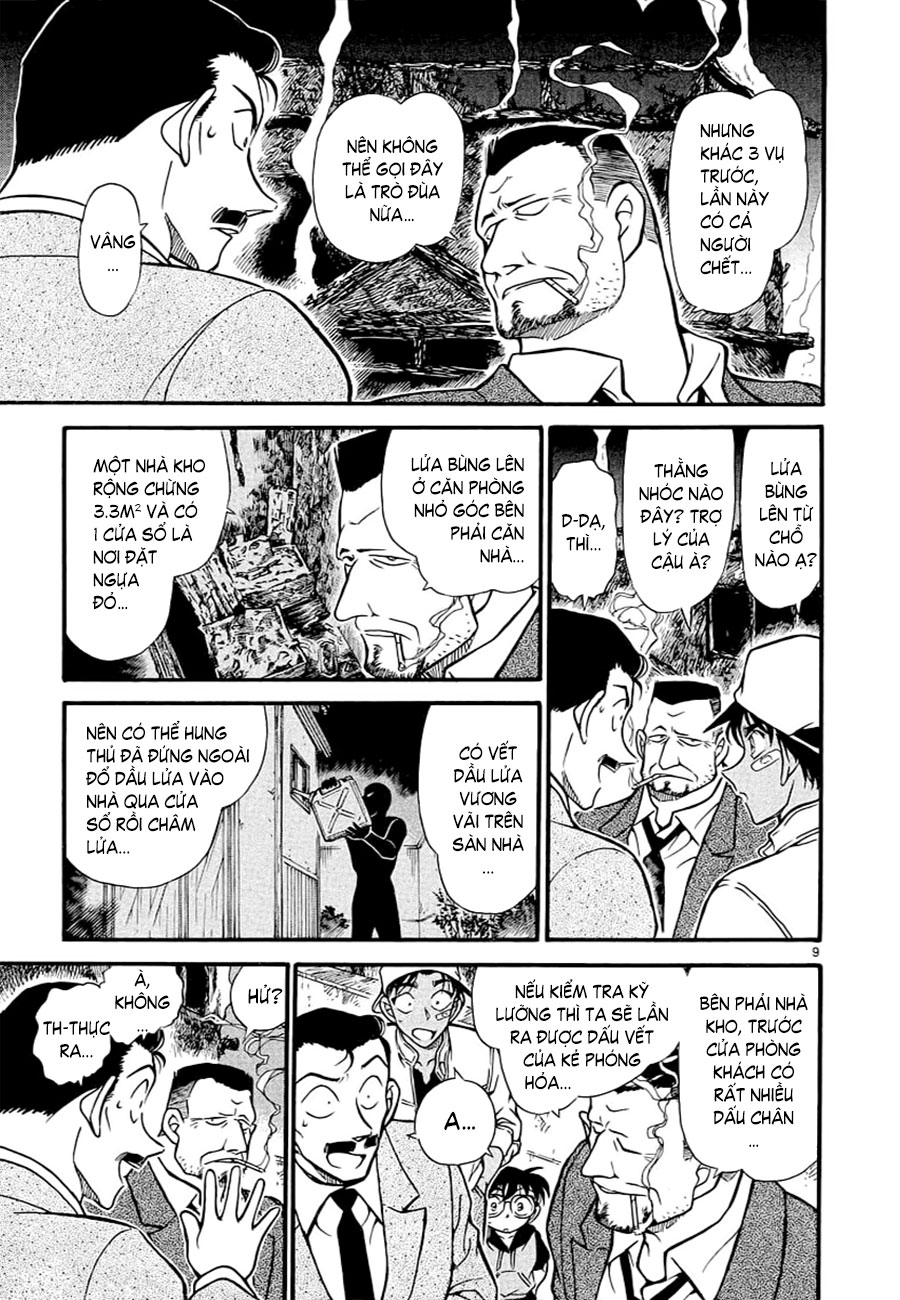 NHƯNG
KHÁC 3 VỤ
TRƯỚC,
LẦN NÀY
CÓ CẢ
NGƯỜI
CHẾT...
NÊN KHÔNG
THỂ GỌI ĐÂY
LÀ TRÒ ĐÙA
NỮA...
VÂNG
...
LỬA
BÙNG
LÊN TỪ
CHỖ
NÀO Ạ?
THẰNG
NHÓC NÀO
ĐÂY? TRỢ
LÝ CỦA
CẬU À?
D-DẠ,
THÌ...
LỬA BÙNG LÊN
Ở CĂN PHÒNG
NHỎ GÓC BÊN
PHẢI CĂN
NHÀ...
MỘT NHÀ KHO
RỘNG CHỪNG
3.3M² VÀ CÓ
1 CỬA SỔ LÀ
NƠI ĐẶT
NGỰA
ĐÓ...
CÓ VẾT
DẦU LỬA
VƯƠNG
VÃI TRÊN
SÀN NHÀ
...
NÊN CÓ THỂ HUNG
THỦ ĐÃ ĐỨNG NGOÀI
ĐỔ DẦU LỬA VÀO
NHÀ QUA CỬA
SỔ RỒI CHÂM
LỬA...
9
BÊN PHẢI NHÀ
KHO, TRƯỚC
CỬA PHÒNG
KHÁCH CÓ
RẤT NHIỀU
DẤU CHÂN
...
NẾU KIỂM TRA KỸ
LƯỠNG THÌ TA SẼ LẦN
RA ĐƯỢC DẤU VẾT
CỦA KẺ PHÓNG
HỎA...
A...
HỬ?
À,
KHÔNG
...
TH-THỰC
RA...